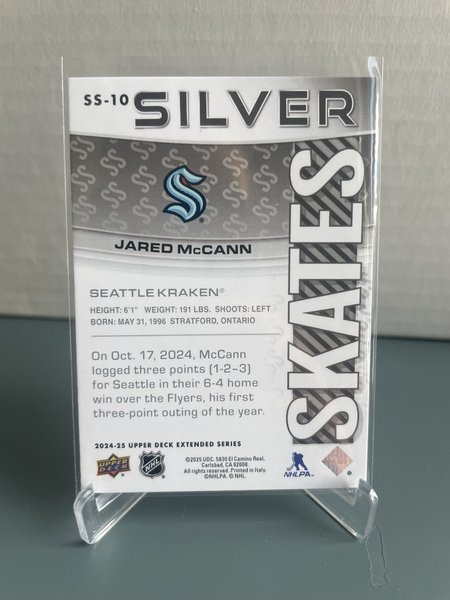 SS-10 SILVER
SKATES
JARED McCANN
SEATTLE KRAKEN®
HEIGHT: 6'1" WEIGHT: 191 LBS. SHOOTS: LEFT
BORN: MAY 31, 1996 STRATFORD, ONTARIO
On Oct. 17, 2024, McCann
logged three points (1-2–3)
for Seattle in their 6-4 home
win over the Flyers, his first
three-point outing of the year.
2024-25 UPPER DECK EXTENDED SERIES
UPPER DECK
NHL
©2025 UDC. 5830 El Camino Real,
Carlsbad, CA 92008.
All rights reserved. Printed in Italy.
©NHLPA. © NHL.
NHLPA